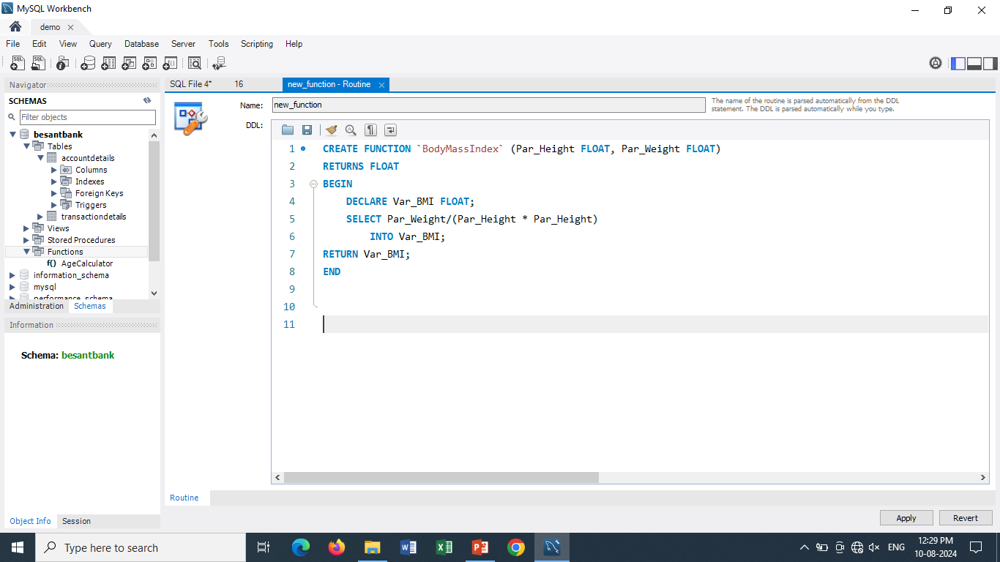 MySQL Workbench
demo
File Edit View Query Database Server Tools Scripting Help
Navigator
SCHEMAS
Filter objects
besantbank
Tables
accountdetails
Columns
Indexes
Foreign Keys
Triggers
transactiondetails
Views
Stored Procedures
Functions
f() AgeCalculator
information_schema
mysql
performance_schema
Administration Schemas
Information
Schema: besantbank
Object Info Session
SQL File 4* 16 new_function - Routine
Name: new_function
The name of the routine is parsed automatically from the DDL
statement. The DDL is parsed automatically while you type.
DDL:
1 CREATE FUNCTION `BodyMassIndex` (Par_Height FLOAT, Par_Weight FLOAT)
2 RETURNS FLOAT
3 BEGIN
4 DECLARE Var_BMI FLOAT;
5 SELECT Par_Weight/(Par_Height * Par_Height)
6 INTO Var_BMI;
7 RETURN Var_BMI;
8 END
9
10
11
Routine
Apply Revert
Type here to search
ENG
12:29 PM
10-08-2024